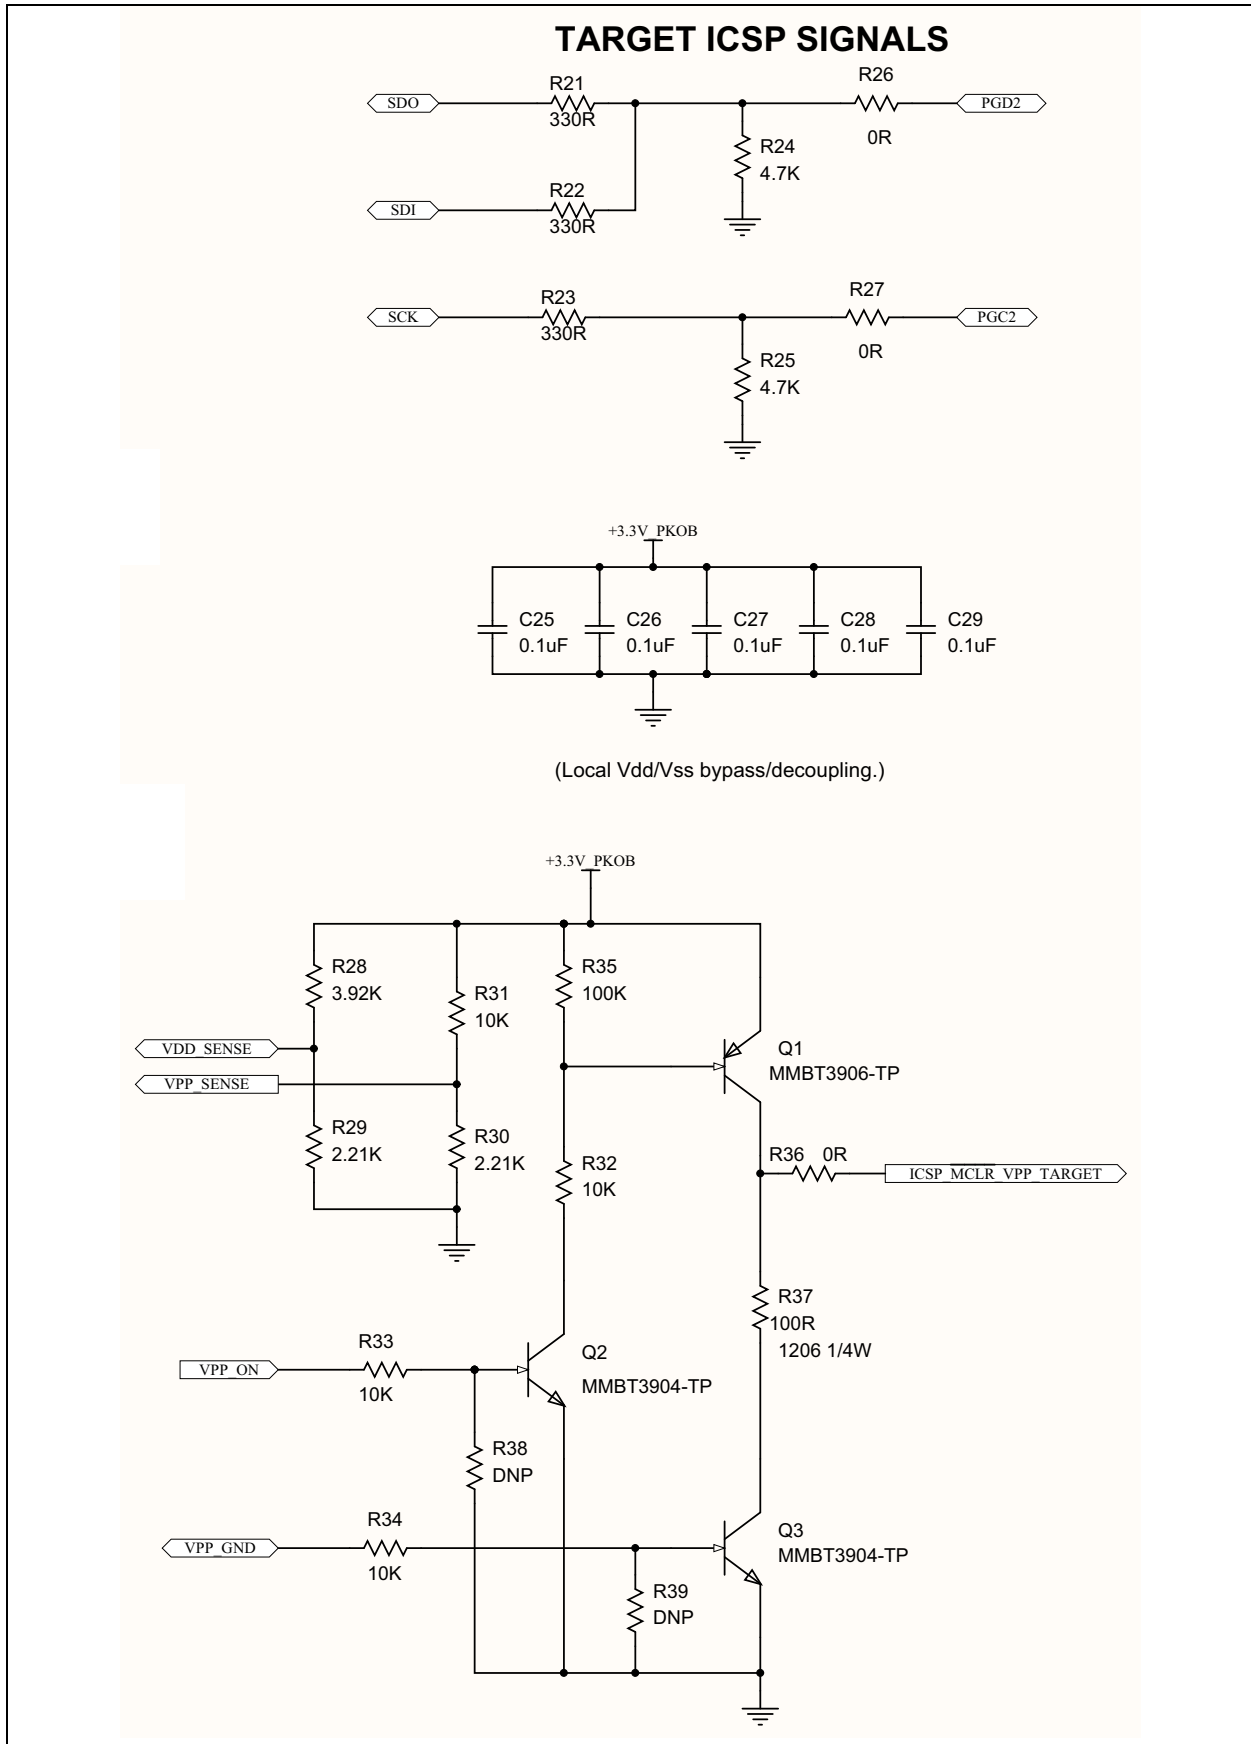 TARGET ICSP SIGNALS
R21
R26
SDO
330R
PGD2
0R
R24
4.7K
R22
SDI
330R
R23
R27
SCK
330R
PGC2
0R
R25
4.7K
+3.3V_PKOB
C25
0.1uF
C26
0.1uF
C27
0.1uF
C28
0.1uF
C29
0.1uF
(Local Vdd/Vss bypass/decoupling.)
+3.3V_PKOB
R28
3.92K
R31
10K
R35
100K
VDD_SENSE
VPP_SENSE
Q1
MMBT3906-TP
R29
2.21K
R30
2.21K
R32
10K
R36 0R
ICSP_MCLR_VPP_TARGET
R37
100R
1206 1/4W
R33
VPP_ON
10K
Q2
MMBT3904-TP
R38
DNP
R34
VPP_GND
10K
Q3
MMBT3904-TP
R39
DNP